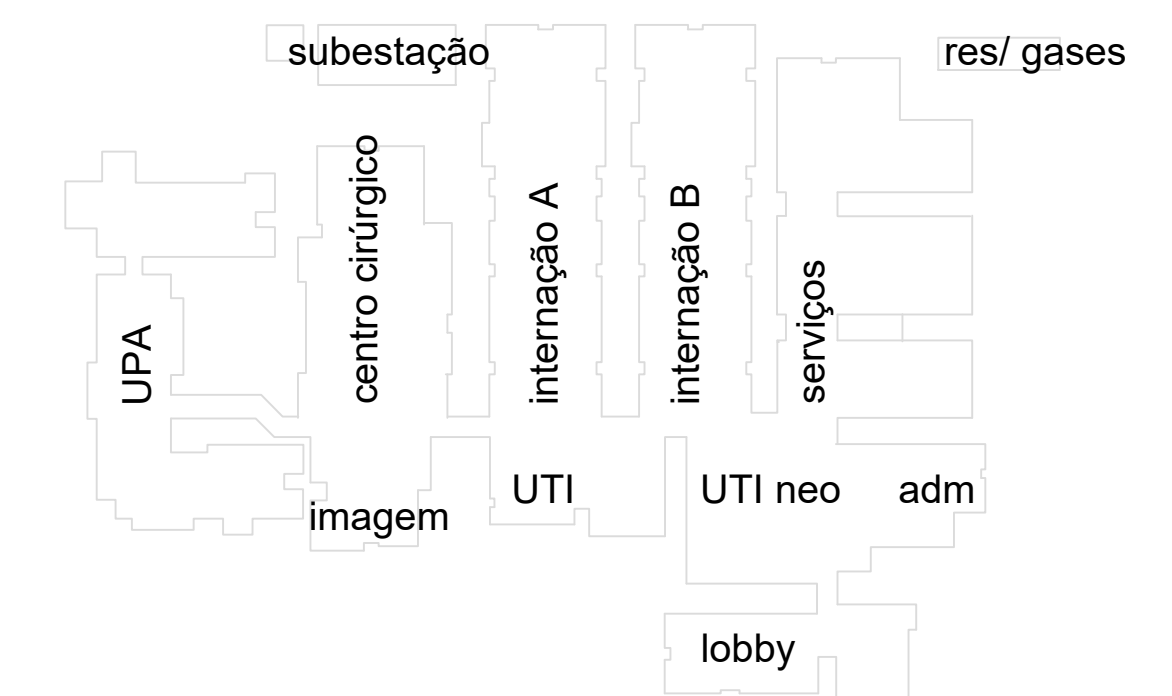 subestação
res/ gases
centro cirúrgico
internação A
internação B
serviços
UPA
UTI
UTI neo
adm
imagem
lobby